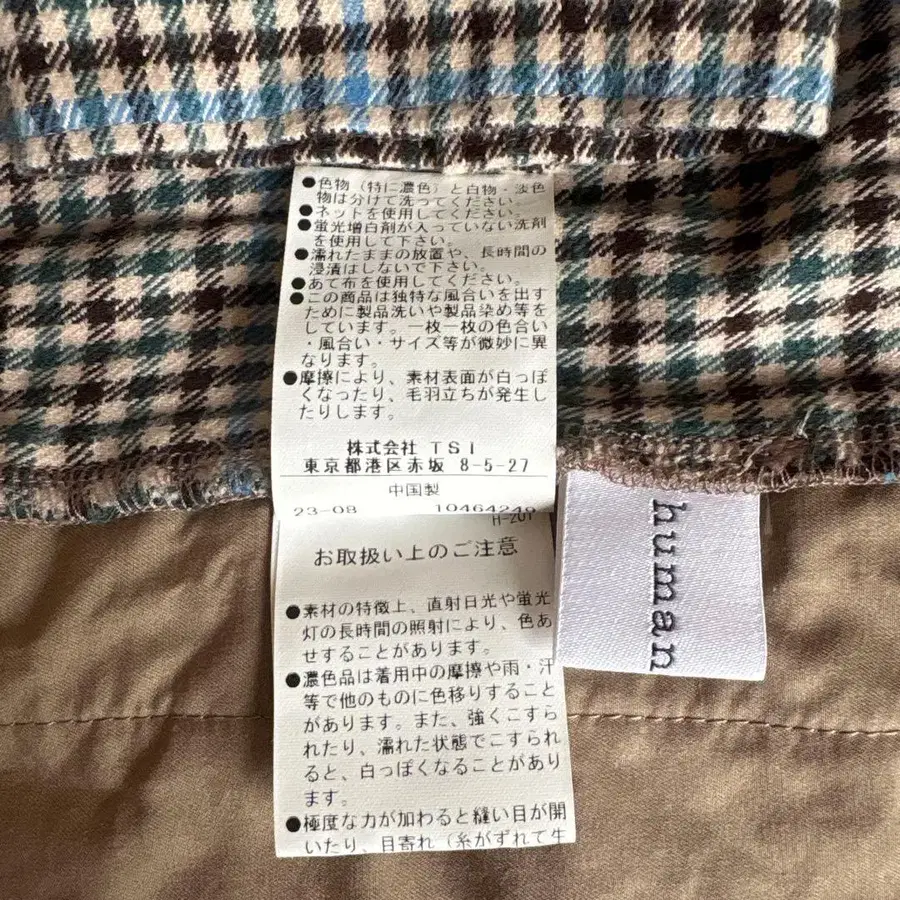 ●色物（特に濃色）と白物・淡色
物は分けて洗ってください。
●ネットを使用してください。
●蛍光増白剤が入っていない洗剤
を使用して下さい。
●濡れたままの放置や、長時間の
浸漬はしないで下さい。
●あて布を使用してください。
●この商品は独特な風合いを出す
ために製品洗いや製品染め等を
しています。一枚一枚の色合い
・風合い・サイズ等が微妙に異
なります。
●摩擦により、素材表面が白っぽ
くなったり、毛羽立ちが発生し
たりします。
株式会社 TSI
東京都港区赤坂 8-5-27
中国製
23-08 10464249
お取扱い上のご注意
●素材の特徴上、直射日光や蛍光
灯の長時間の照射により、色あ
せすることがあります。
●濃色品は着用中の摩擦や雨・汗
等で他のものに色移りすること
があります。また、強くこすら
れたり、濡れた状態でこすられ
ると、白っぽくなることがあり
ます。
●極度な力が加わると縫い目が開
いたり、目寄れ（糸がずれて生
human